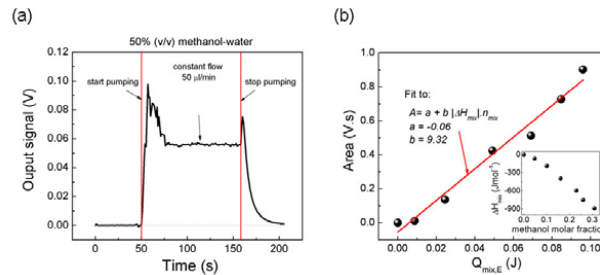 (a)
50% (v/v) methanol-water
0.12
0.10
0.08
0.06
0.04
0.02
0.00
Ouput signal (V)
start pumping
constant flow
50 µl/min
stop pumping
0
50
100
150
200
Time (s)
(b)
1.0
0.8
0.6
0.4
0.2
0.0
Area (V.s)
Fit to:
A= a + b |ΔHmix|.nmix
a = -0.06
b = 9.32
0
-300
-600
-900
ΔHmix (Jmol-1)
0.0 0.1 0.2 0.3
methanol molar fraction
0.00 0.02 0.04 0.06 0.08 0.10
Qmix,E (J)